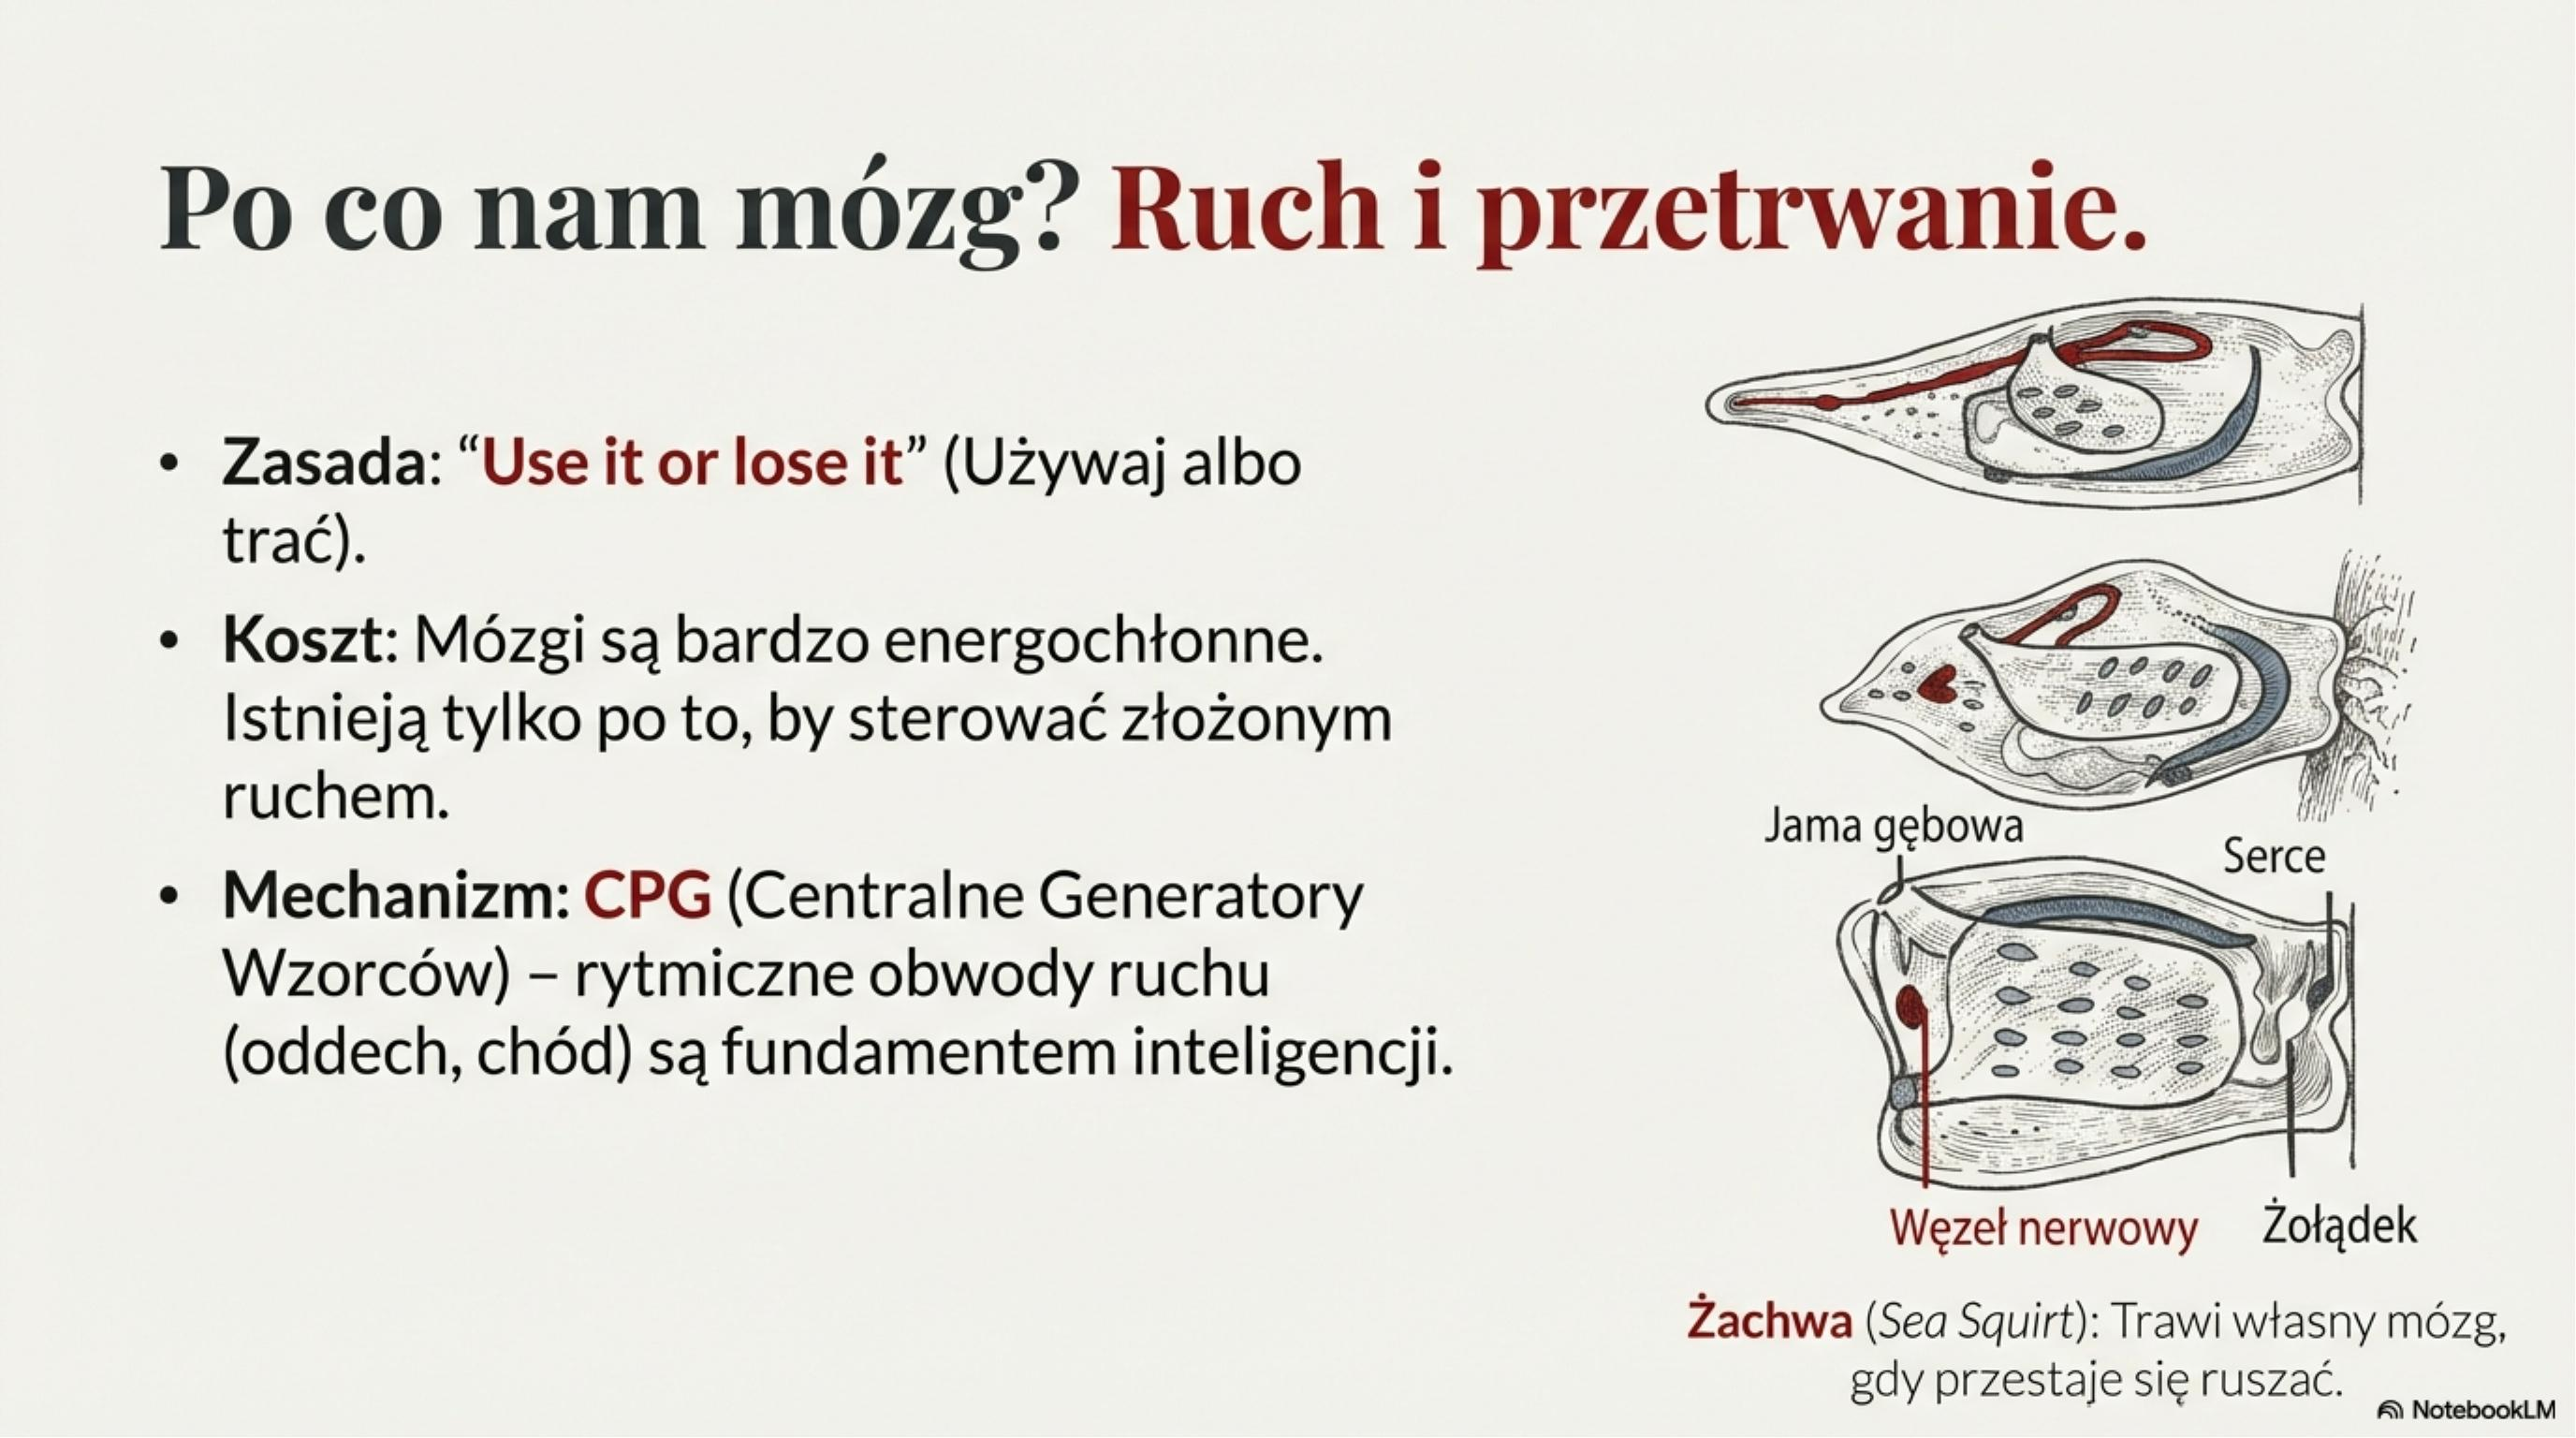 Po co nam mózg? Ruch i przetrwanie.
• Zasada: “Use it or lose it” (Używaj albo
trać).
• Koszt: Mózgi są bardzo energochłonne.
Istnieją tylko po to, by sterować złożonym
ruchem.
• Mechanizm: CPG (Centralne Generatory
Wzorców) – rytmiczne obwody ruchu
(oddech, chód) są fundamentem inteligencji.
Jama gębowa
Serce
Węzeł nerwowy
Żołądek
Żachwa (Sea Squirt): Trawi własny mózg,
gdy przestaje się ruszać.
NotebookLM